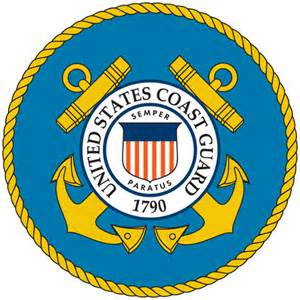 UNITED STATES COAST GUARD
SEMPER
PARATUS
1790